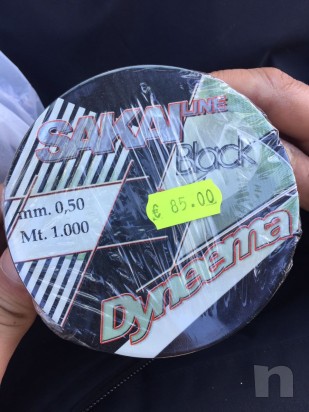 SAKAI LINE
Black
mm. 0,50
Mt. 1.000
€ 85.00
Dyneema
n